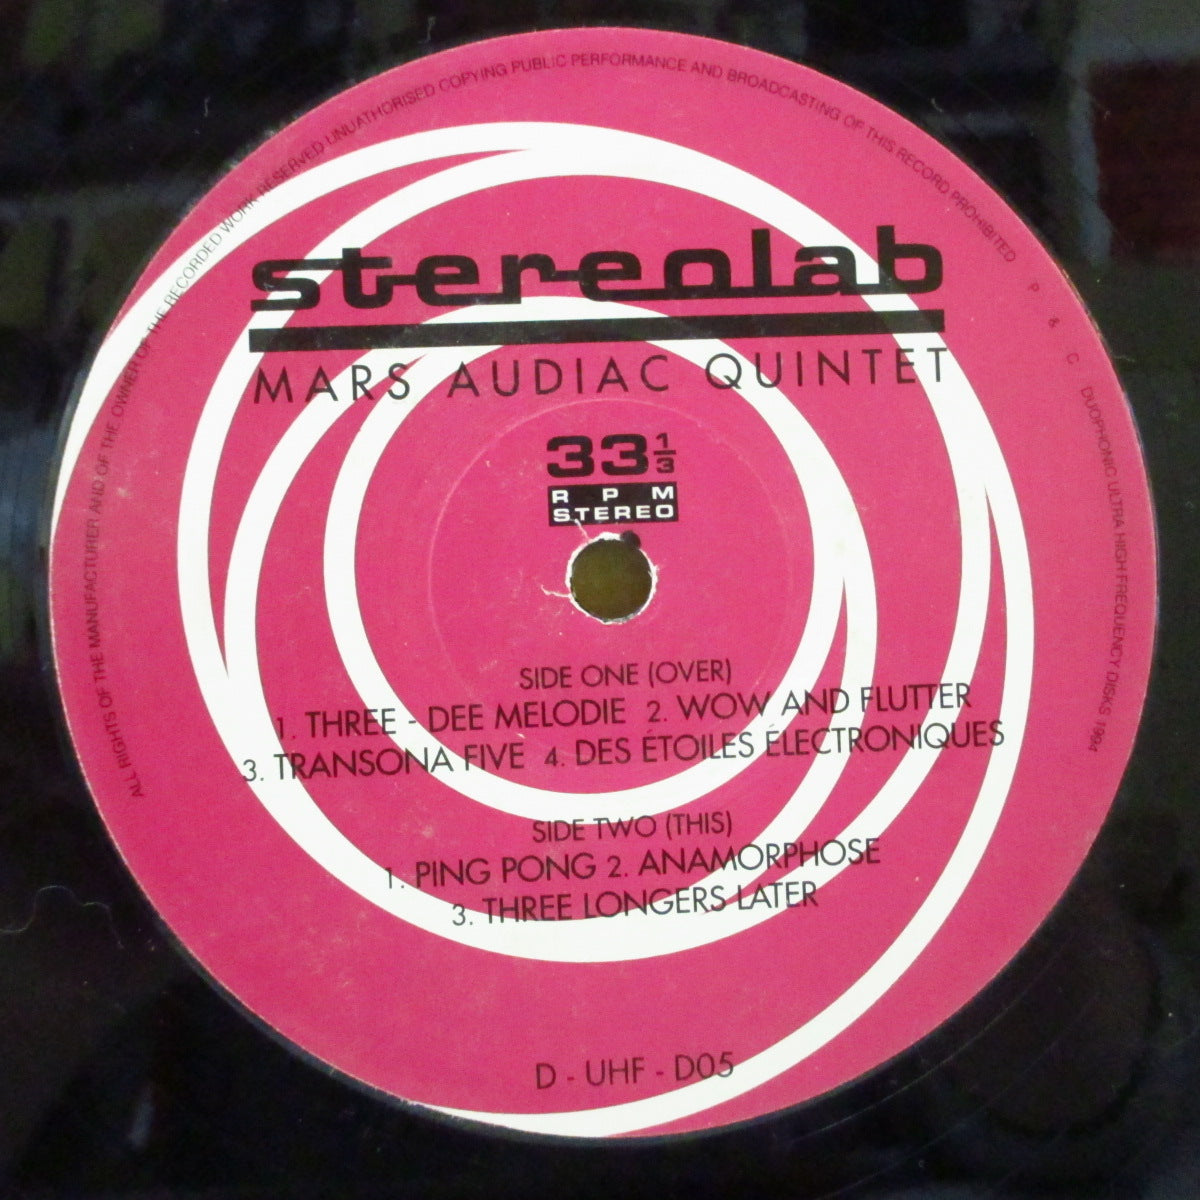 ALL RIGHTS OF THE MANUFACTURER AND OF THE OWNER OF THE RECORDED WORK RESERVED UNAUTHORISED COPYING PUBLIC PERFORMANCE AND BROADCASTING OF THIS RECORD PROHIBITED
P & C DUOPHONIC ULTRA HIGH FREQUENCY DISKS 1994
stereolab
MARS AUDIAC QUINTET
33 1/3
RPM
STEREO
SIDE ONE (OVER)
1. THREE - DEE MELODIE 2. WOW AND FLUTTER
3. TRANSONA FIVE 4. DES ÉTOILES ÉLECTRONIQUES
SIDE TWO (THIS)
1. PING PONG 2. ANAMORPHOSE
3. THREE LONGERS LATER
D - UHF - D05